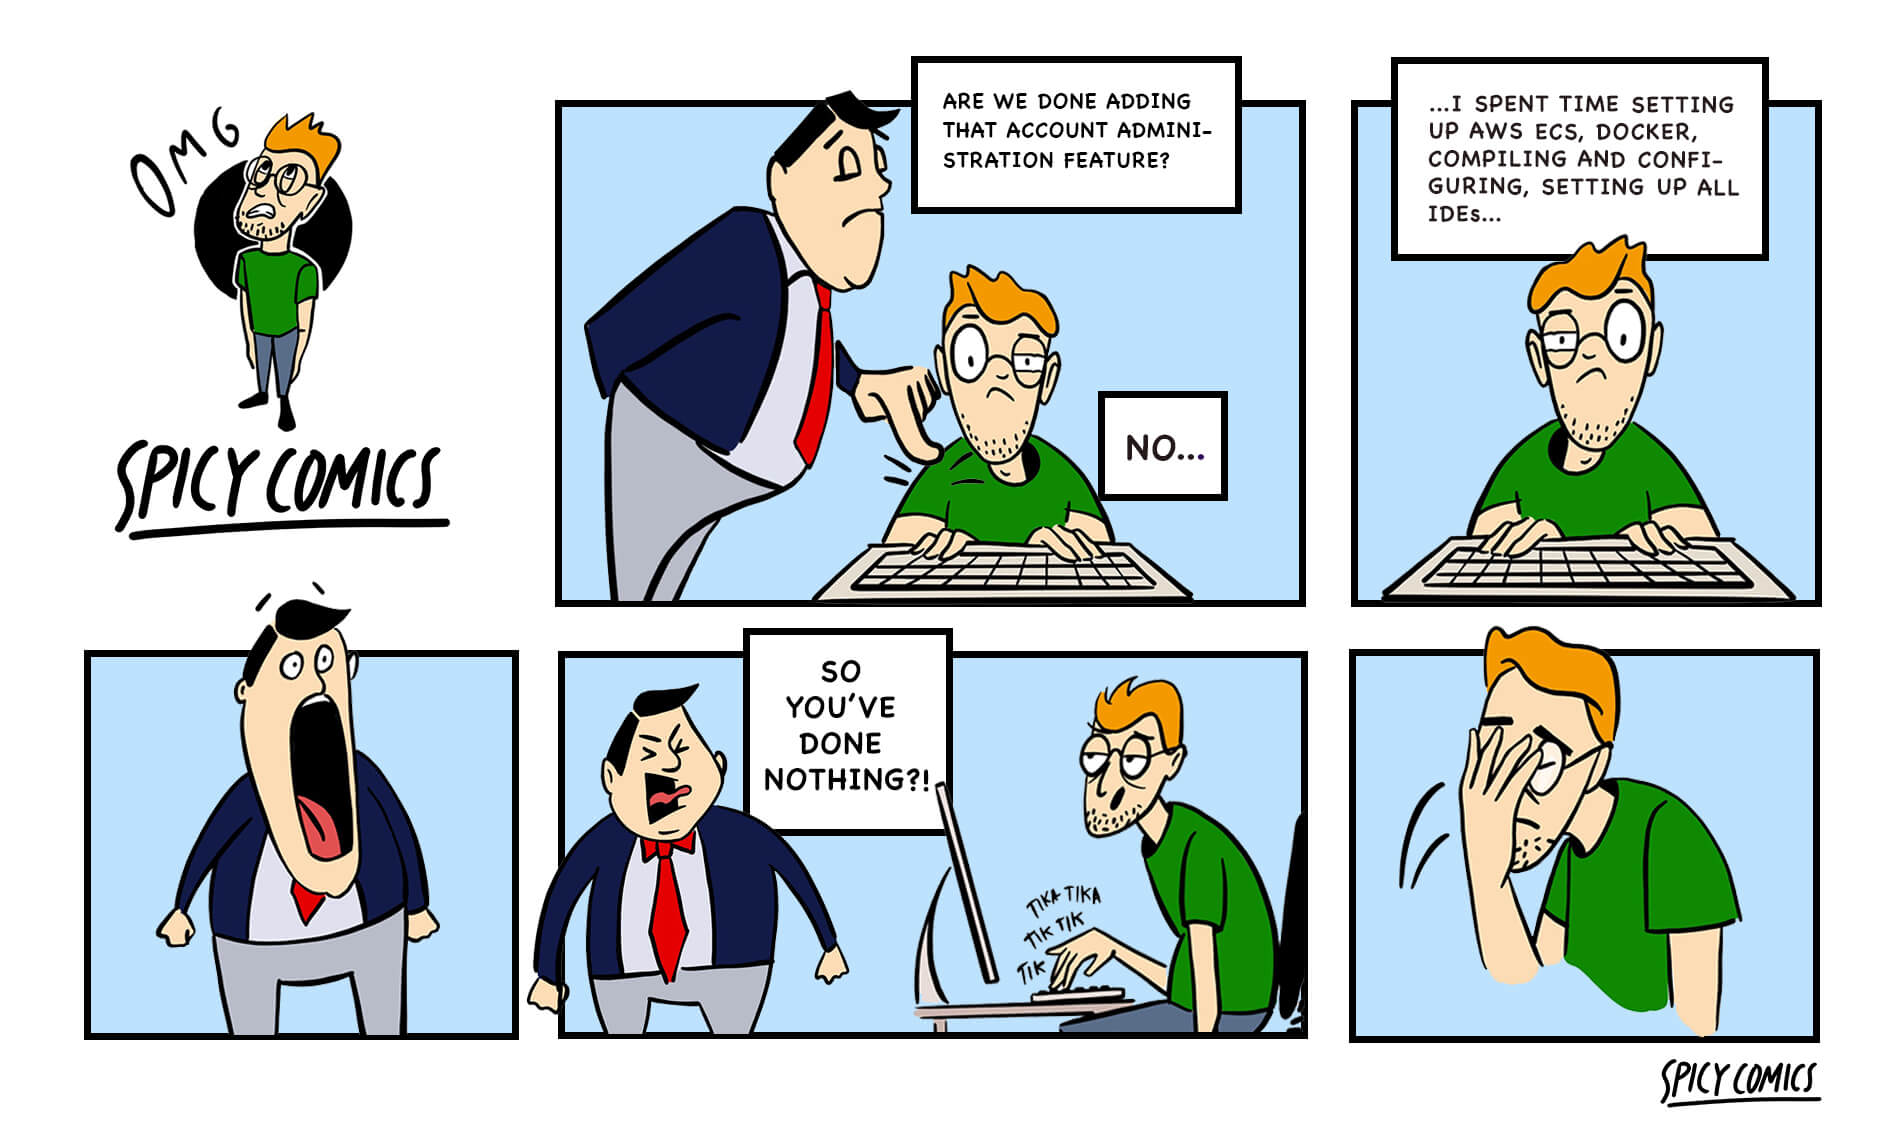 OMG
SPICY COMICS
ARE WE DONE ADDING
THAT ACCOUNT ADMINI-
STRATION FEATURE?
NO...
...I SPENT TIME SETTING
UP AWS ECS, DOCKER,
COMPILING AND CONFI-
GURING, SETTING UP ALL
IDEs...
SO
YOU'VE
DONE
NOTHING?!
TIKA TIKA
TIK TIK
TIK
SPICY COMICS